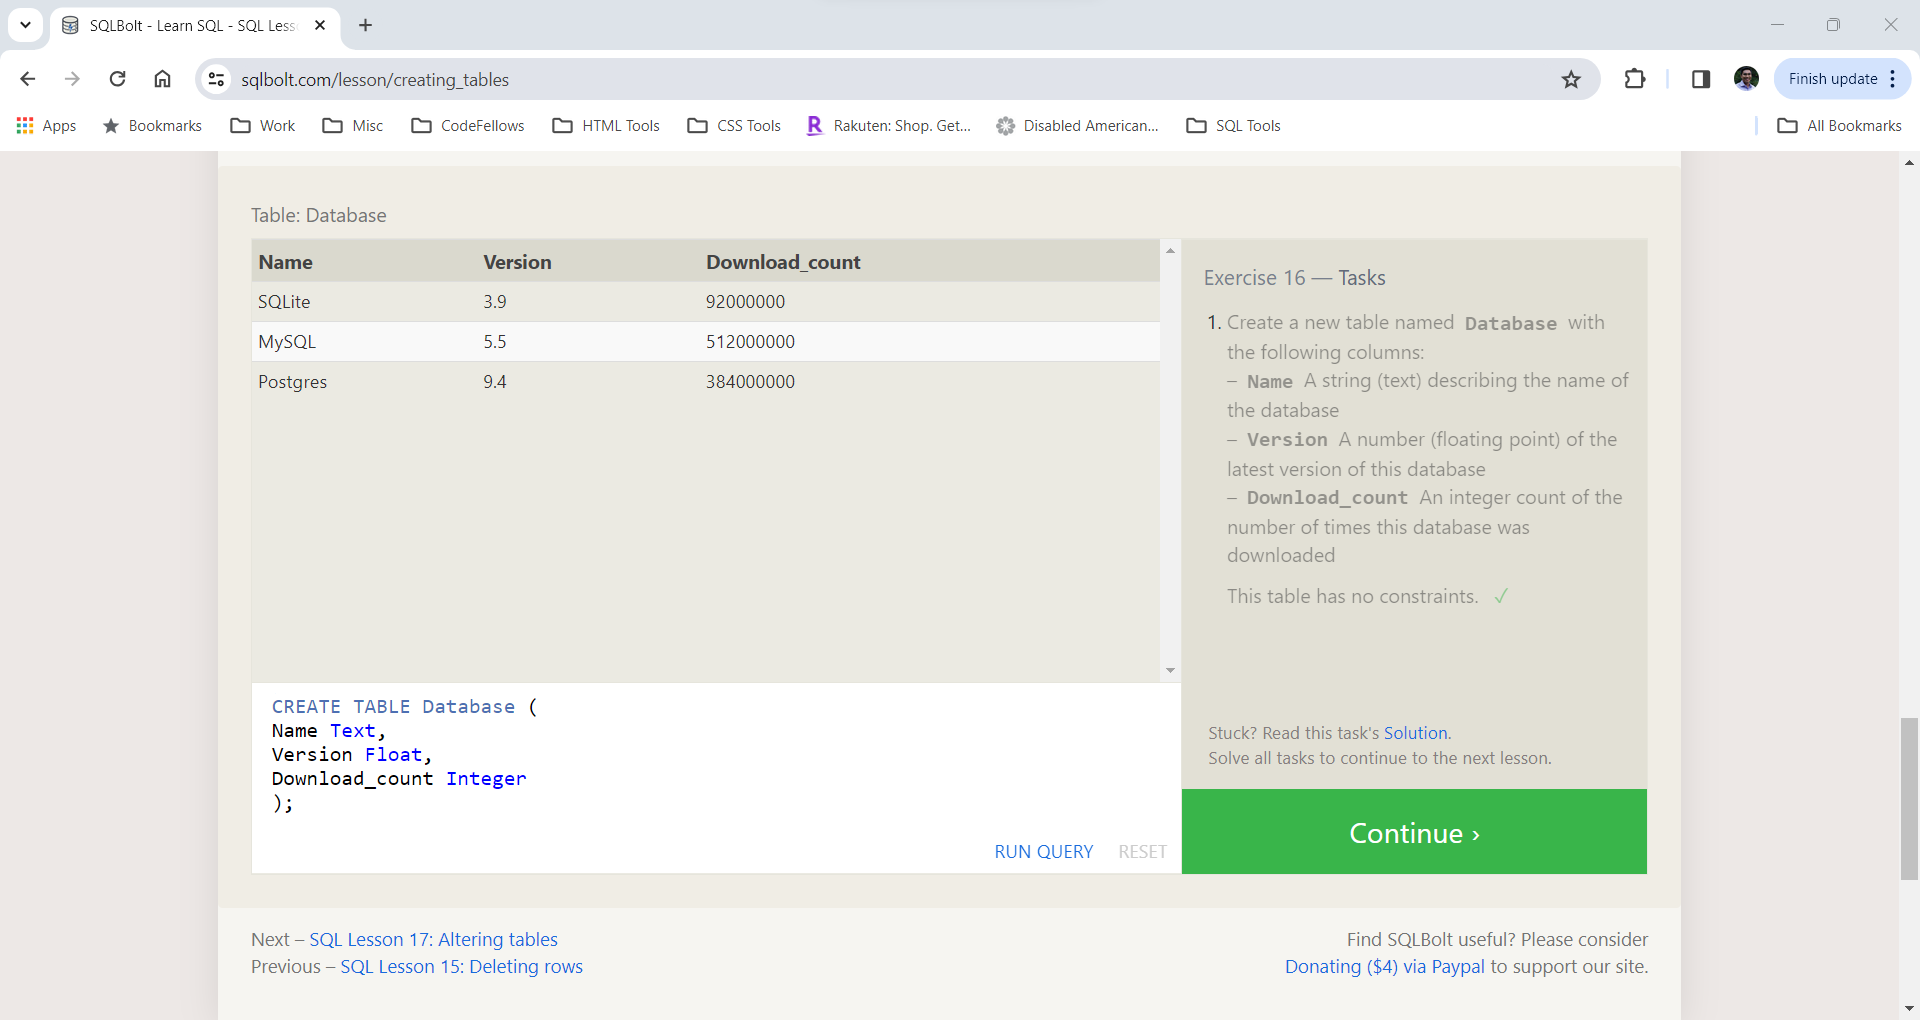 SQLBolt - Learn SQL - SQL Less
sqlbolt.com/lesson/creating_tables
Finish update
Apps Bookmarks Work Misc CodeFellows HTML Tools CSS Tools Rakuten: Shop. Get... Disabled American... SQL Tools All Bookmarks
Table: Database
Name Version Download_count
SQLite 3.9 92000000
MySQL 5.5 512000000
Postgres 9.4 384000000
CREATE TABLE Database (
Name Text,
Version Float,
Download_count Integer
);
RUN QUERY RESET
Exercise 16 — Tasks
1. Create a new table named Database with
the following columns:
– Name A string (text) describing the name of
the database
– Version A number (floating point) of the
latest version of this database
– Download_count An integer count of the
number of times this database was
downloaded
This table has no constraints. ✓
Stuck? Read this task's Solution.
Solve all tasks to continue to the next lesson.
Continue ›
Next – SQL Lesson 17: Altering tables
Previous – SQL Lesson 15: Deleting rows
Find SQLBolt useful? Please consider
Donating ($4) via Paypal to support our site.